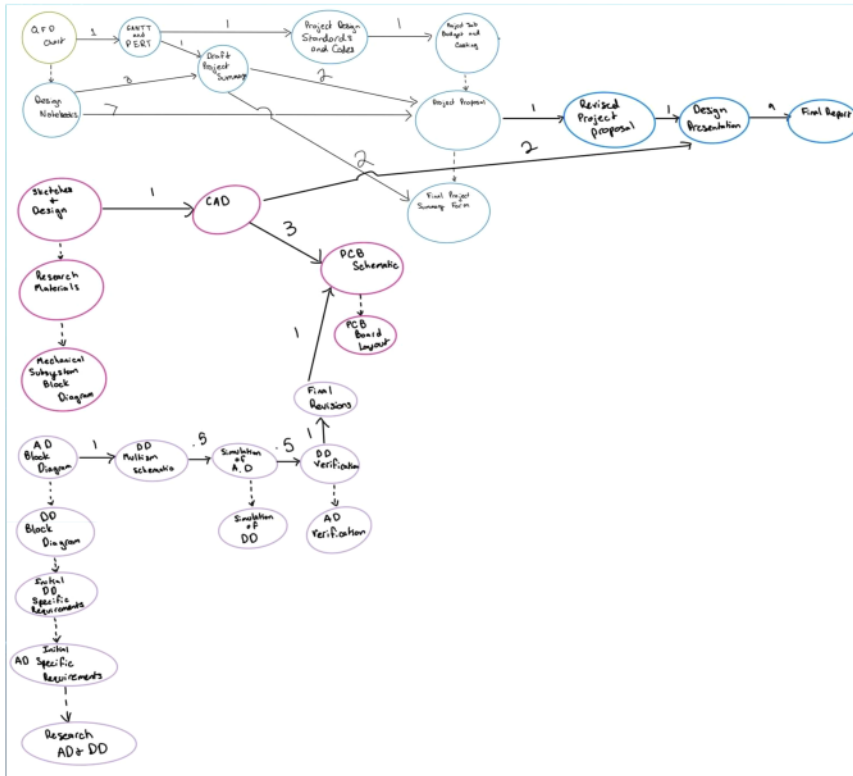 QFD
Chart
1
GANTT
and
PERT
1
Project Design
Standards
and Codes
1
Budget and
Costing
1
Draft
Project
Summary
3
2
Design
Notebooks
7
Project Proposal
1
Revised
Project
Proposal
1
Design
Presentation
Final Report
2
2
Final Project
Summary Form
Sketches
+
Design
1
CAD
3
PCB
Schematic
Research
Materials
PCB
Board
Layout
Mechanical
Subsystem
Block
Diagram
1
Final
Revisions
1
AD
Block
Diagram
1
DD
Multism
Schematic
.5
Simulation
of
A.D
.5
DD
Verification
DD
Block
Diagram
Simulation
of
DD
AD
Verification
Initial
DD
Specific
Requirements
Initial
AD Specific
Requirements
Research
AD & DD